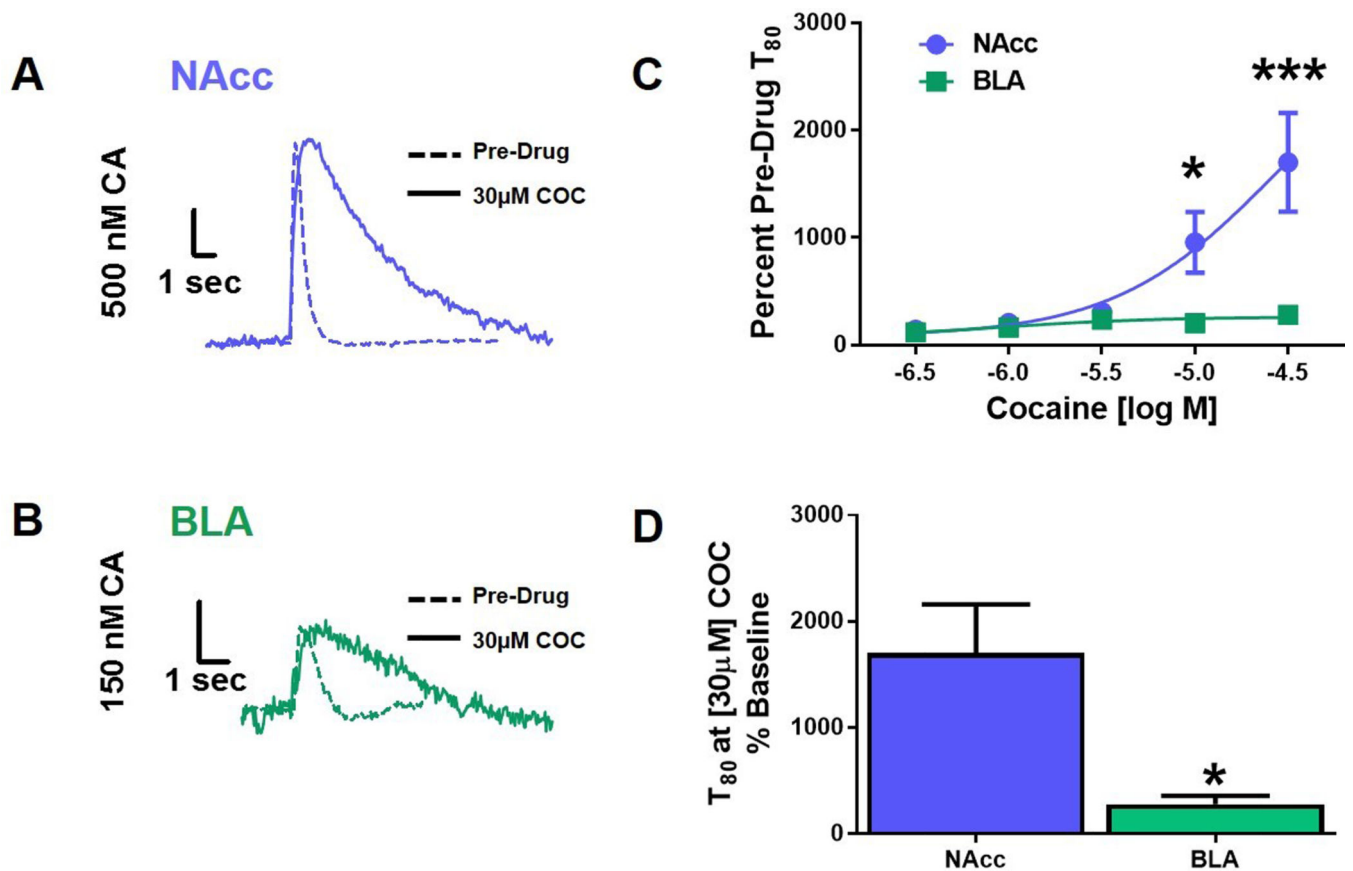 A
NAcc
500 nM CA
1 sec
Pre-Drug
30µM COC
B
BLA
150 nM CA
1 sec
Pre-Drug
30µM COC
C
Percent Pre-Drug T80
3000
2000
1000
0
NAcc
BLA
*
***
-6.5 -6.0 -5.5 -5.0 -4.5
Cocaine [log M]
D
T80 at [30µM] COC
% Baseline
3000
2000
1000
0
*
NAcc BLA